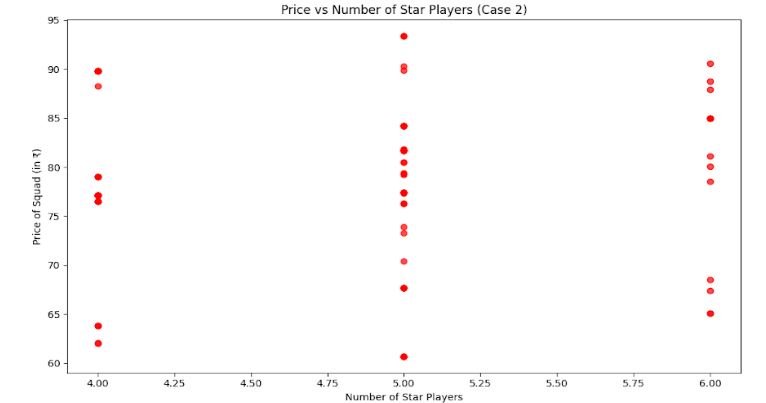 Price vs Number of Star Players (Case 2)
Price of Squad (in ₹)
95
90
85
80
75
70
65
60
4.00 4.25 4.50 4.75 5.00 5.25 5.50 5.75 6.00
Number of Star Players